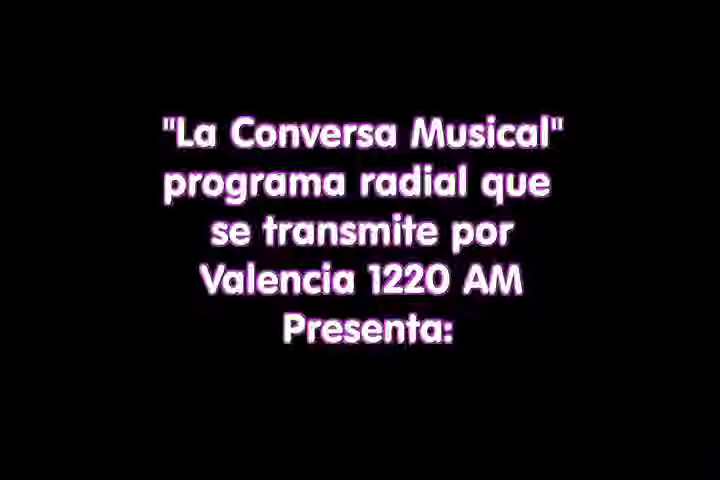 "La Conversa Musical"
programa radial que
se transmite por
Valencia 1220 AM
Presenta: